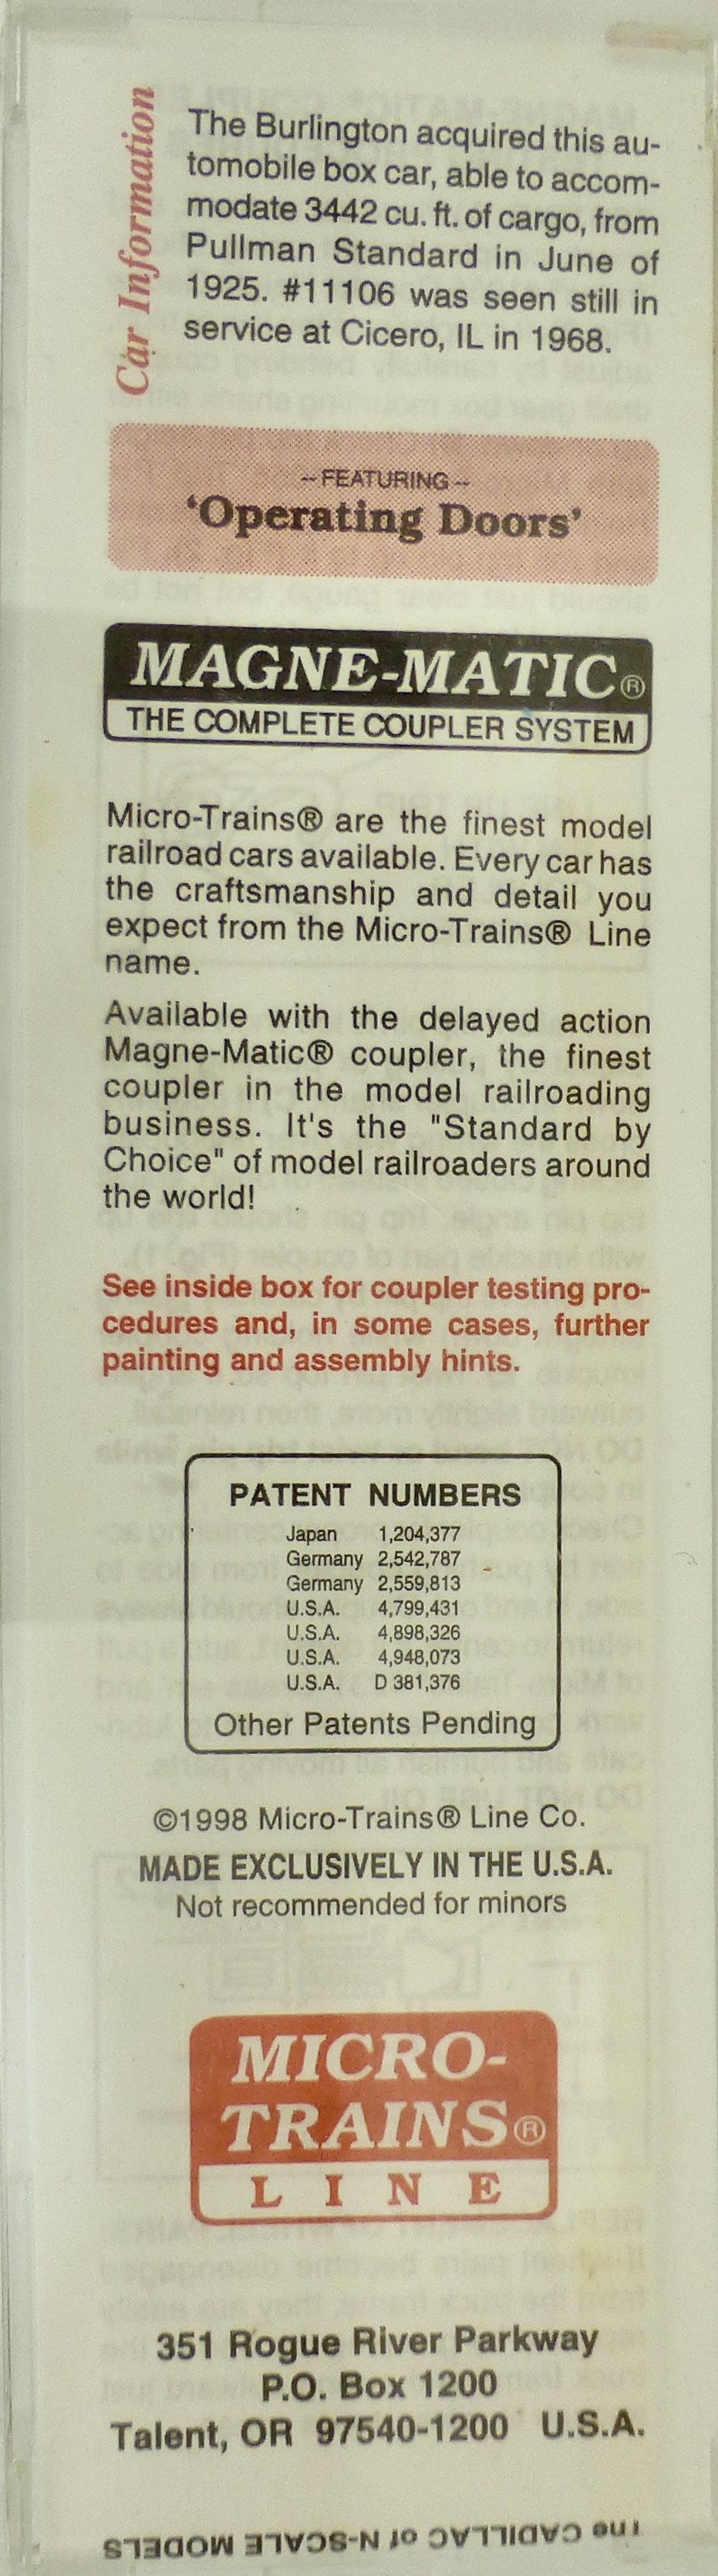 Car Information
The Burlington acquired this au-
tomobile box car, able to accom-
modate 3442 cu. ft. of cargo, from
Pullman Standard in June of
1925. #11106 was seen still in
service at Cicero, IL in 1968.
-- FEATURING --
‘Operating Doors’
MAGNE-MATIC®
THE COMPLETE COUPLER SYSTEM
Micro-Trains® are the finest model
railroad cars available. Every car has
the craftsmanship and detail you
expect from the Micro-Trains® Line
name.
Available with the delayed action
Magne-Matic® coupler, the finest
coupler in the model railroading
business. It's the "Standard by
Choice" of model railroaders around
the world!
See inside box for coupler testing pro-
cedures and, in some cases, further
painting and assembly hints.
PATENT NUMBERS
Japan 1,204,377
Germany 2,542,787
Germany 2,559,813
U.S.A. 4,799,431
U.S.A. 4,898,326
U.S.A. 4,948,073
U.S.A. D 381,376
Other Patents Pending
©1998 Micro-Trains® Line Co.
MADE EXCLUSIVELY IN THE U.S.A.
Not recommended for minors
MICRO-
TRAINS®
LINE
351 Rogue River Parkway
P.O. Box 1200
Talent, OR 97540-1200 U.S.A.
The CADILLAC of N-SCALE MODELS